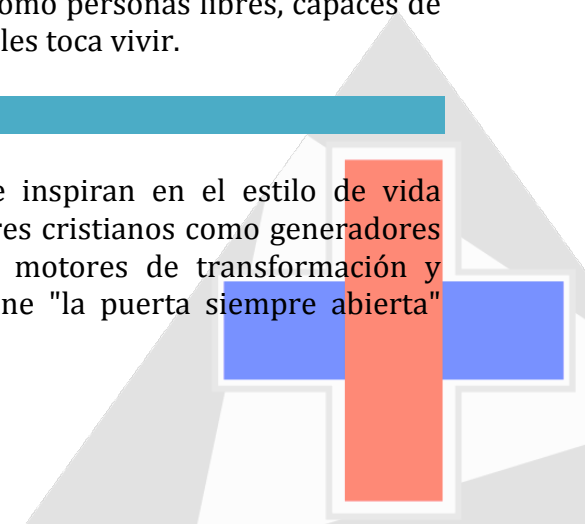 omo personas libres, capaces de
les toca vivir.
e inspiran en el estilo de vida
res cristianos como generadores
motores de transformación y
ne "la puerta siempre abierta"